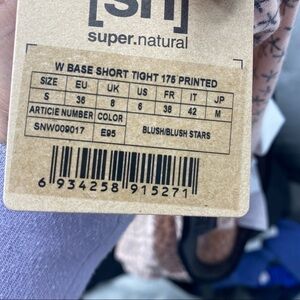 [sn]
super.natural
W BASE SHORT TIGHT 175 PRINTED
SIZE EU UK US FR IT JP
S 36 8 6 38 42 M
ARTICLE NUMBER COLOR
SNW009017 E95 BLUSH/BLUSH STARS
6 934258 915271